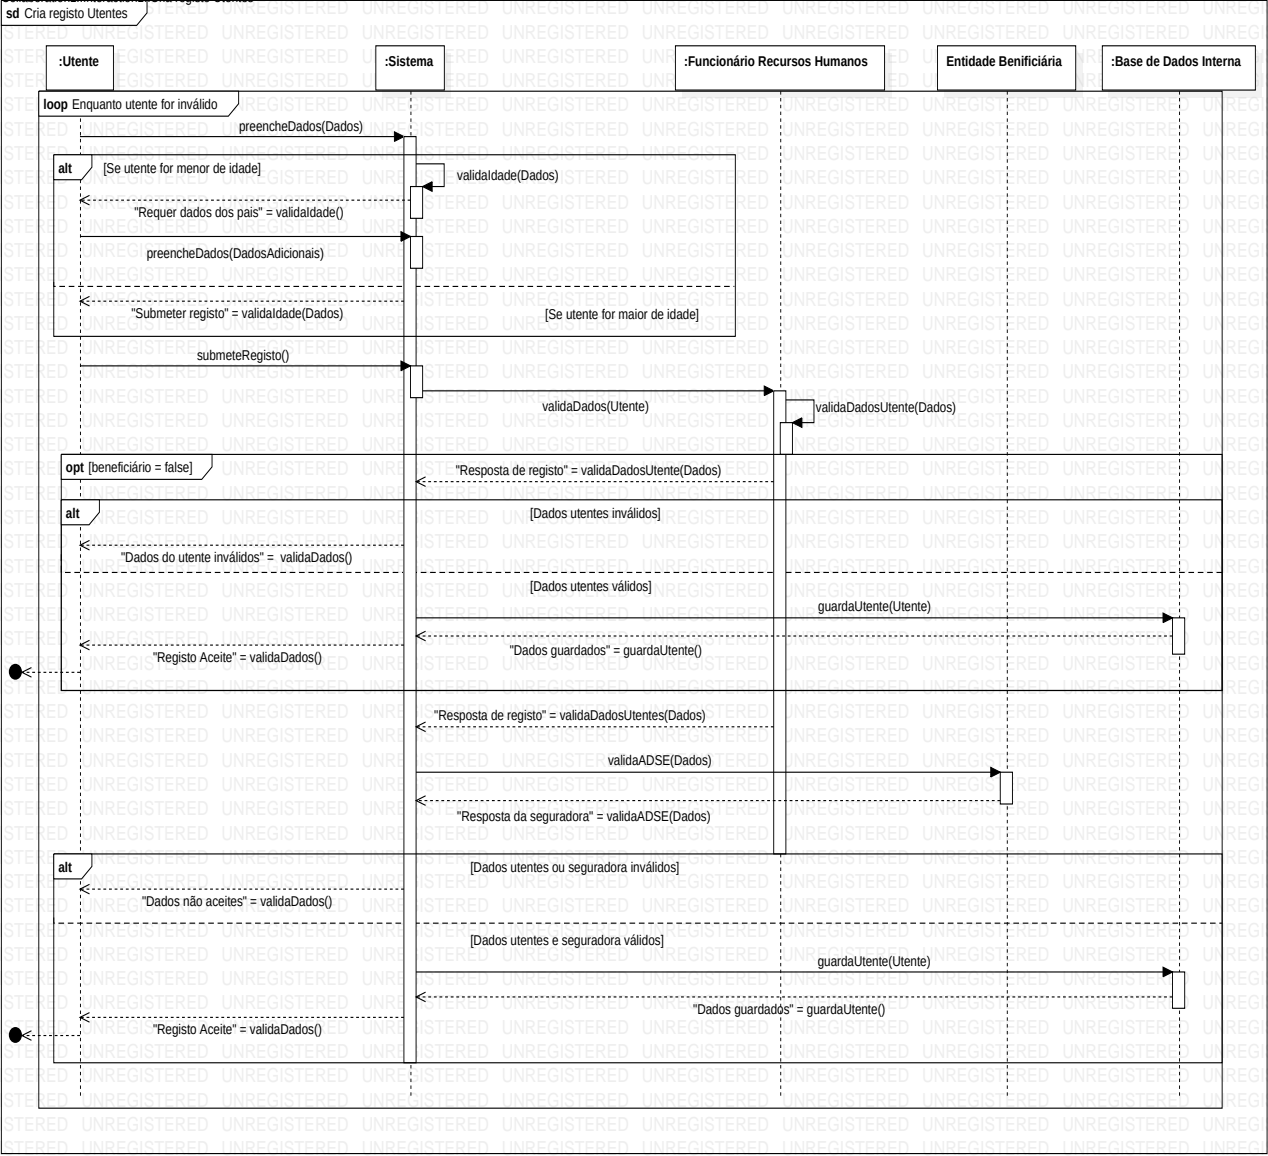 sd Cria registo Utentes
:Utente
:Sistema
:Funcionário Recursos Humanos
Entidade Benificiária
:Base de Dados Interna
loop Enquanto utente for inválido
preencheDados(Dados)
alt [Se utente for menor de idade]
validaIdade(Dados)
"Requer dados dos pais" = validaIdade()
preencheDados(DadosAdicionais)
"Submeter registo" = validaIdade(Dados)
[Se utente for maior de idade]
submeteRegisto()
validaDados(Utente)
validaDadosUtente(Dados)
opt [beneficiário = false]
"Resposta de registo" = validaDadosUtente(Dados)
alt [Dados utentes inválidos]
"Dados do utente inválidos" = validaDados()
[Dados utentes válidos]
guardaUtente(Utente)
"Dados guardados" = guardaUtente()
"Registo Aceite" = validaDados()
"Resposta de registo" = validaDadosUtentes(Dados)
validaADSE(Dados)
"Resposta da seguradora" = validaADSE(Dados)
alt [Dados utentes ou seguradora inválidos]
"Dados não aceites" = validaDados()
[Dados utentes e seguradora válidos]
guardaUtente(Utente)
"Dados guardados" = guardaUtente()
"Registo Aceite" = validaDados()
UNREGISTERED